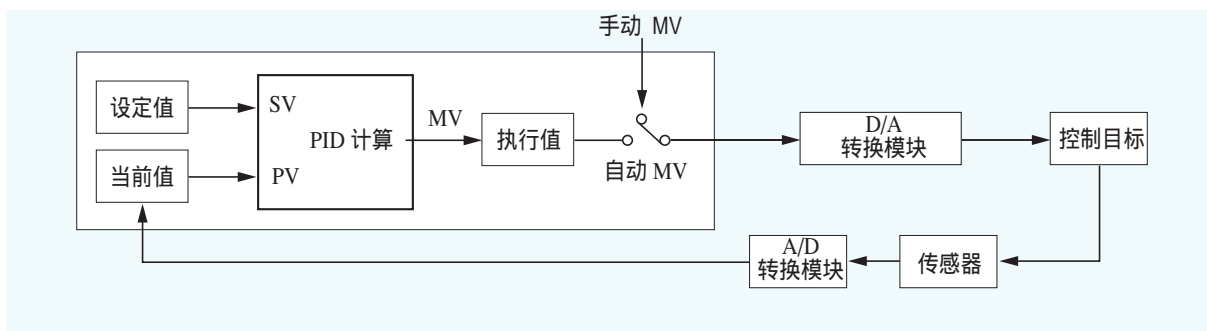 手动 MV
设定值
SV
MV
PID 计算
执行值
D/A
转换模块
控制目标
当前值
PV
自动 MV
A/D
转换模块
传感器